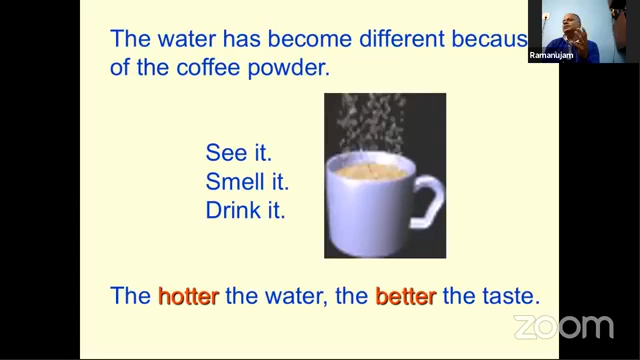 The water has become different becaus
of the coffee powder.
Ramanujam
See it.
Smell it.
Drink it.
The hotter the water, the better the taste.
zoom